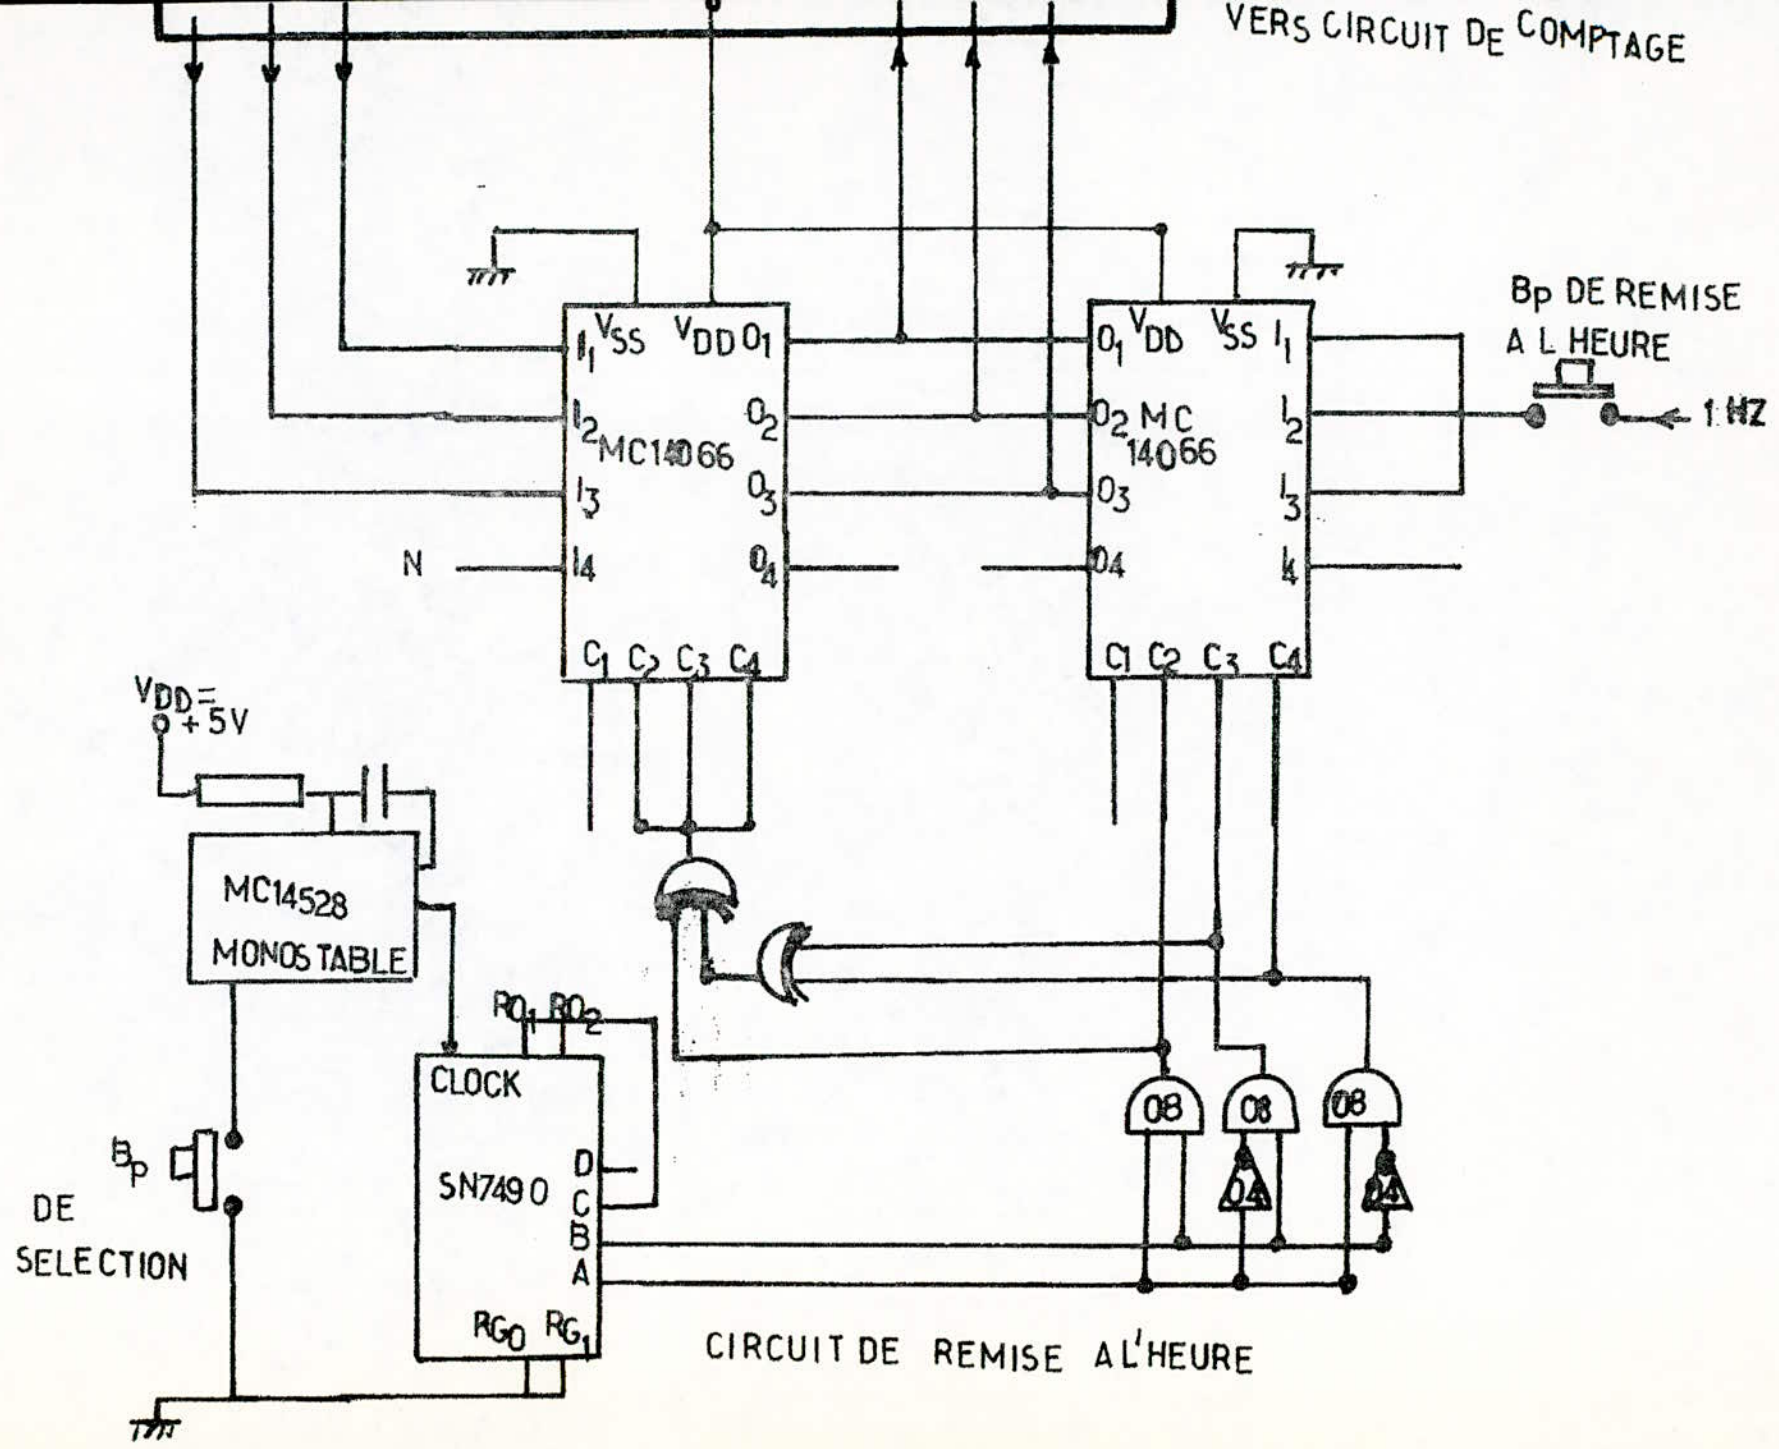 VERS CIRCUIT DE COMPTAGE
Bp DE REMISE
A L HEURE
1 HZ
I1 VSS VDD O1
I2 O2
MC14066
I3 O3
N I4 O4
C1 C2 C3 C4
O1 VDD VSS I1
O2 MC I2
14066
O3 I3
O4 I4
C1 C2 C3 C4
VDD=
+5V
MC14528
MONOSTABLE
RO1 RO2
CLOCK
SN7490
D
C
B
A
RG0 RG1
Bp
DE
SELECTION
08 08 08
04 04
CIRCUIT DE REMISE A L'HEURE